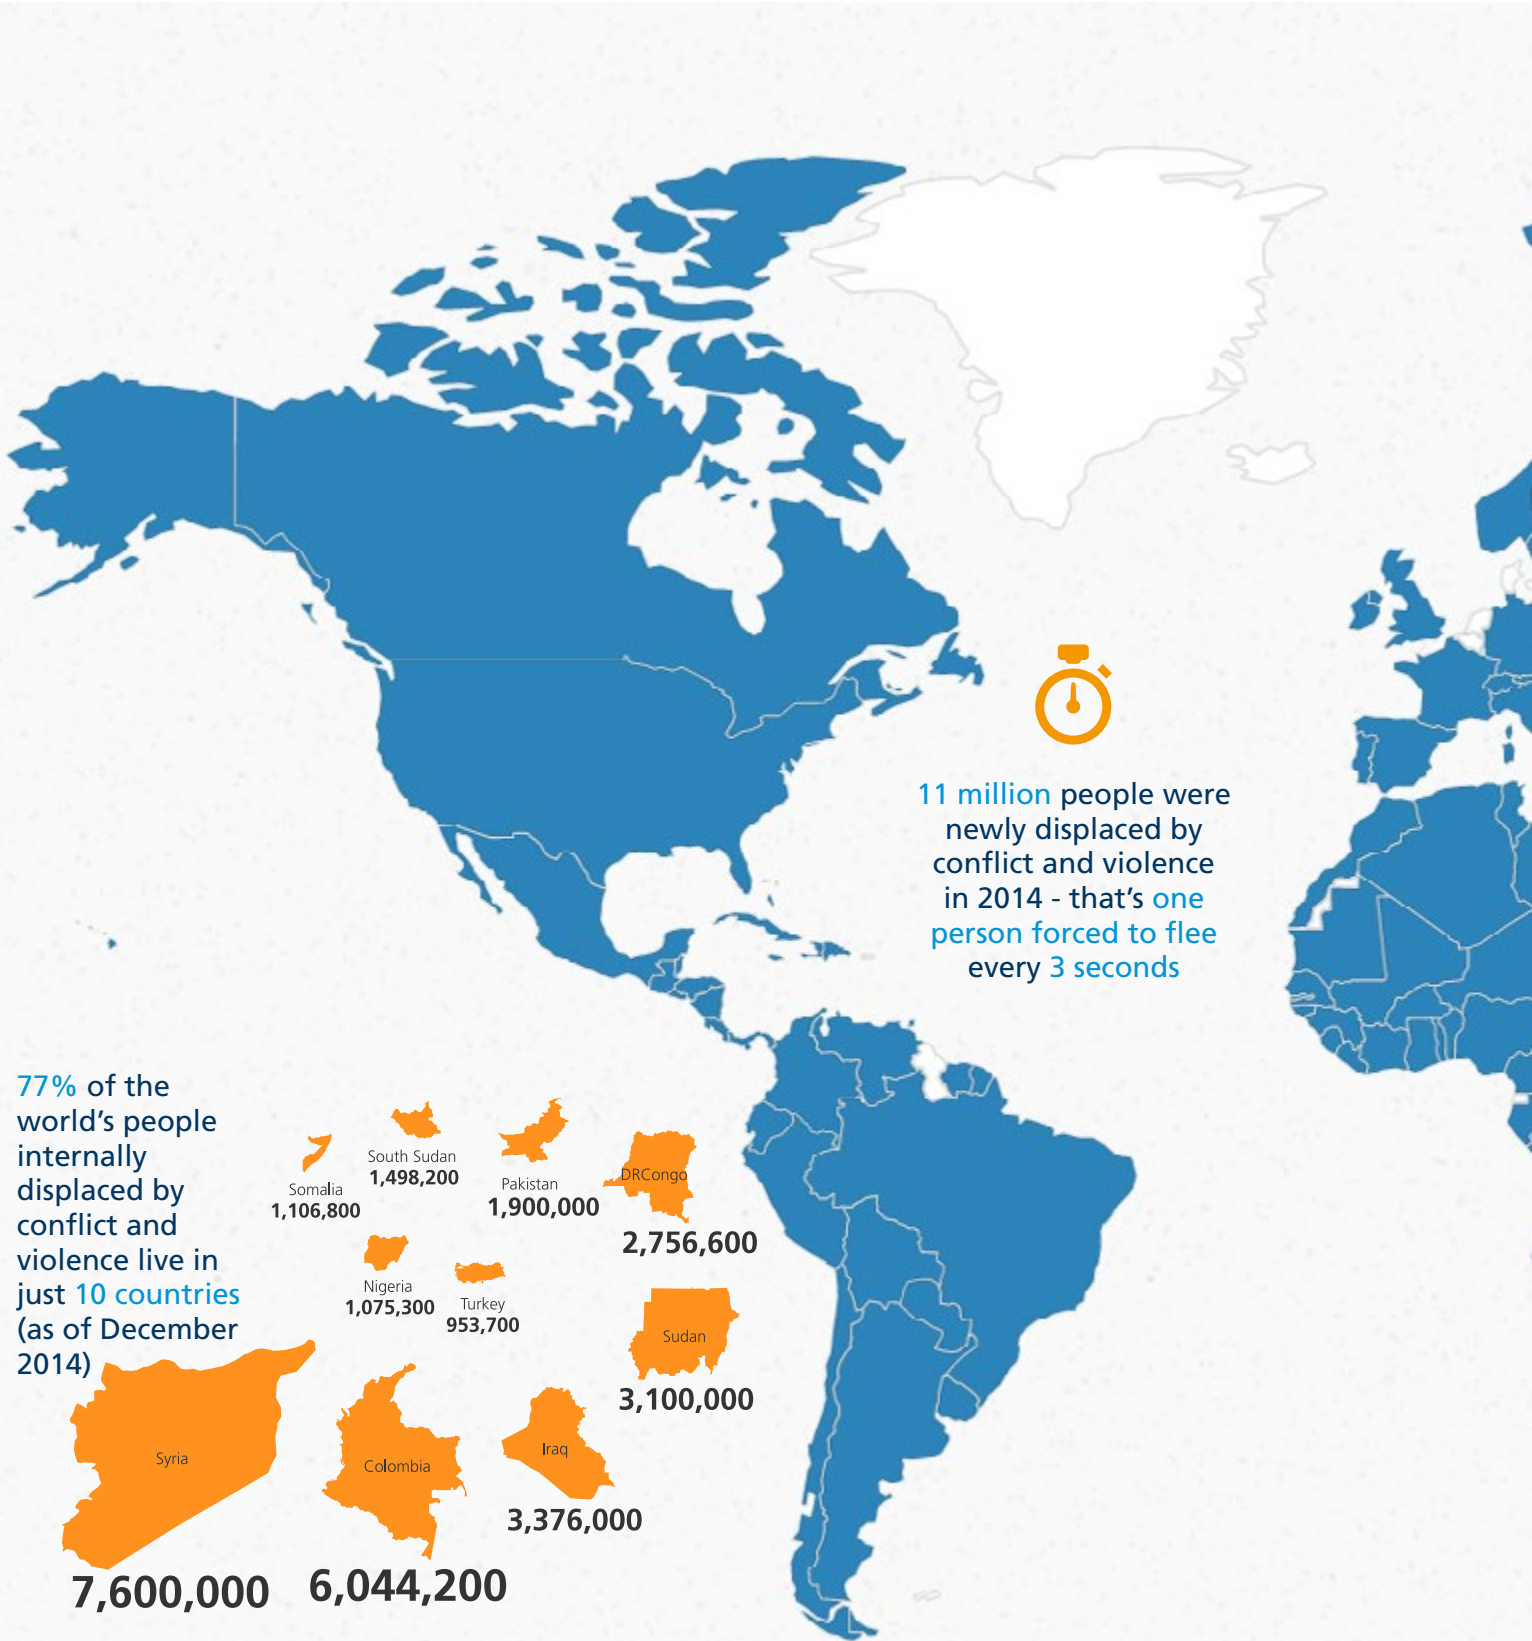 11 million people were
newly displaced by
conflict and violence
in 2014 - that's one
person forced to flee
every 3 seconds
77% of the
world's people
internally
displaced by
conflict and
violence live in
just 10 countries
(as of December
2014)
Somalia
1,106,800
South Sudan
1,498,200
Pakistan
1,900,000
DRCongo
2,756,600
Nigeria
1,075,300
Turkey
953,700
Sudan
3,100,000
Syria
7,600,000
Colombia
6,044,200
Iraq
3,376,000